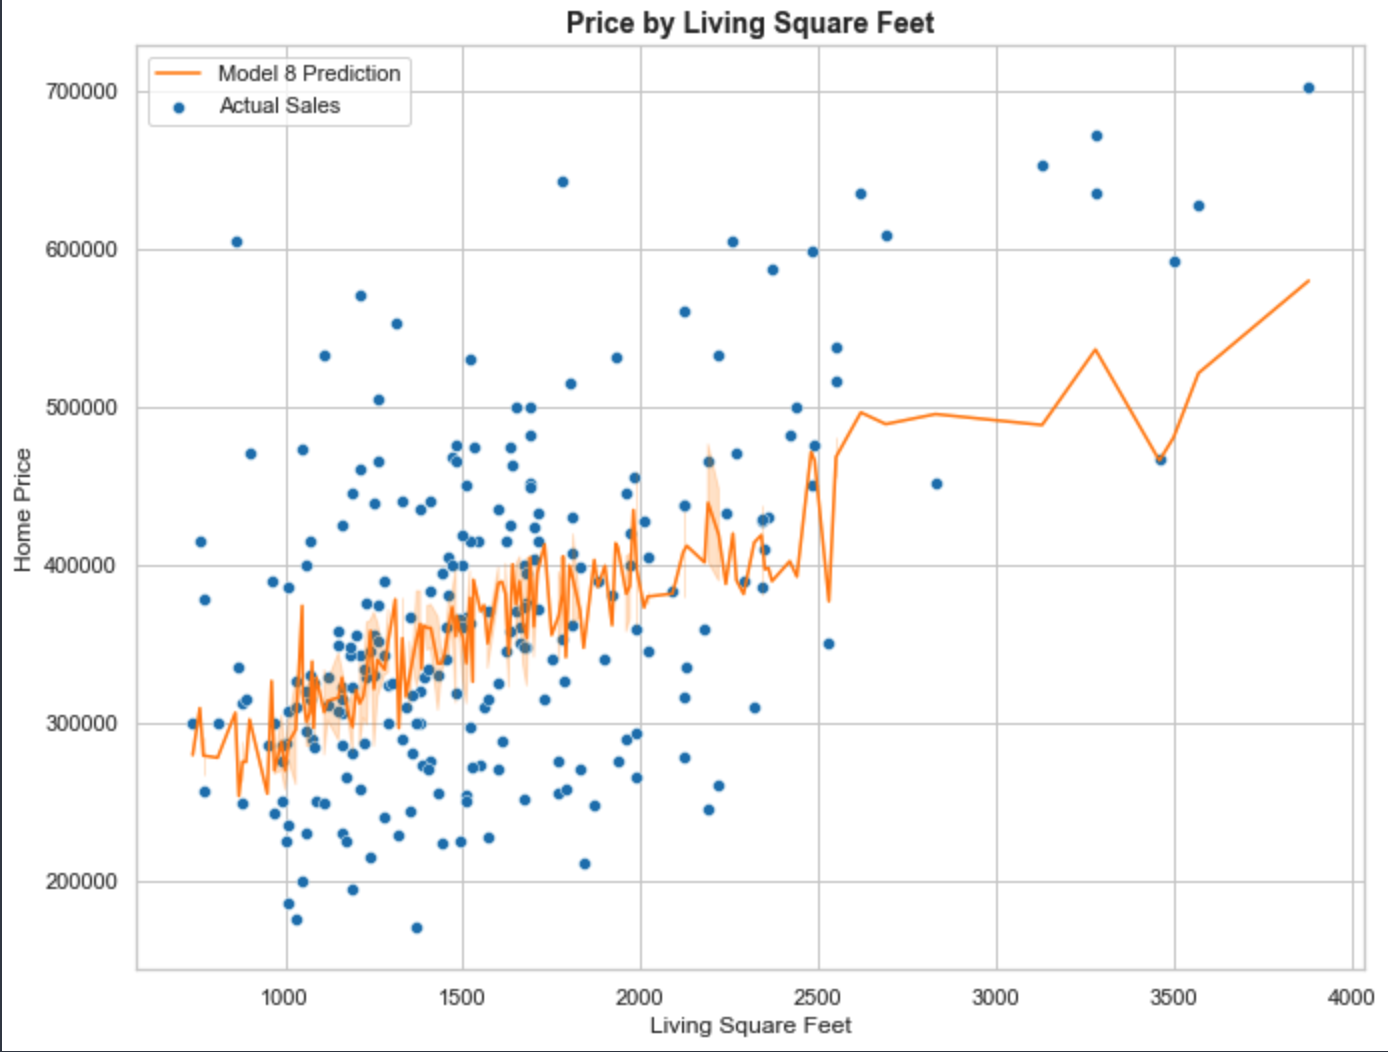 Price by Living Square Feet
Model 8 Prediction
Actual Sales
700000
600000
500000
400000
300000
200000
Home Price
1000 1500 2000 2500 3000 3500 4000
Living Square Feet